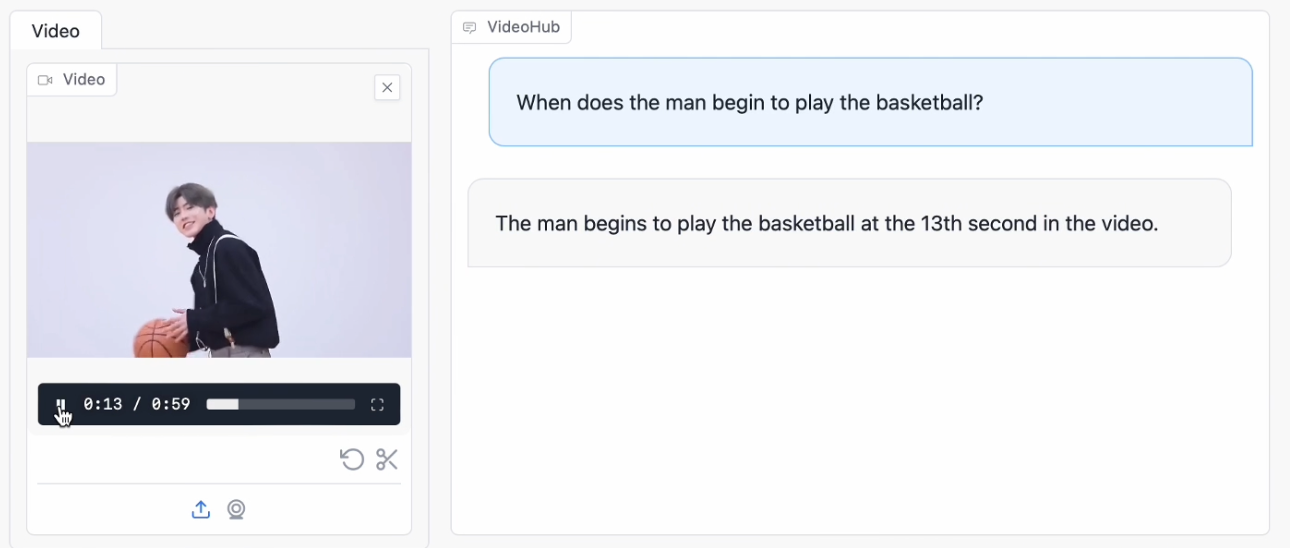 Video
Video
0:13 / 0:59
VideoHub
When does the man begin to play the basketball?
The man begins to play the basketball at the 13th second in the video.